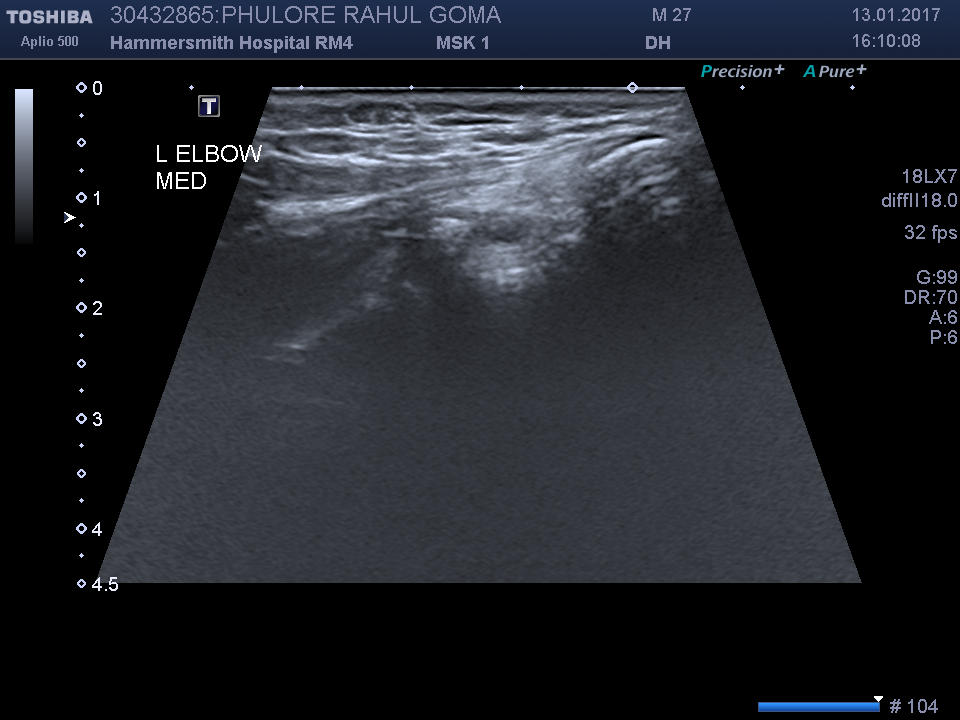 TOSHIBA 30432865:PHULORE RAHUL GOMA M 27 13.01.2017
Aplio 500 Hammersmith Hospital RM4 MSK 1 DH 16:10:08
Precision+ A Pure+
T
L ELBOW
MED
18LX7
diffII18.0
32 fps
G:99
DR:70
A:6
P:6
0
1
2
3
4
4.5
# 104